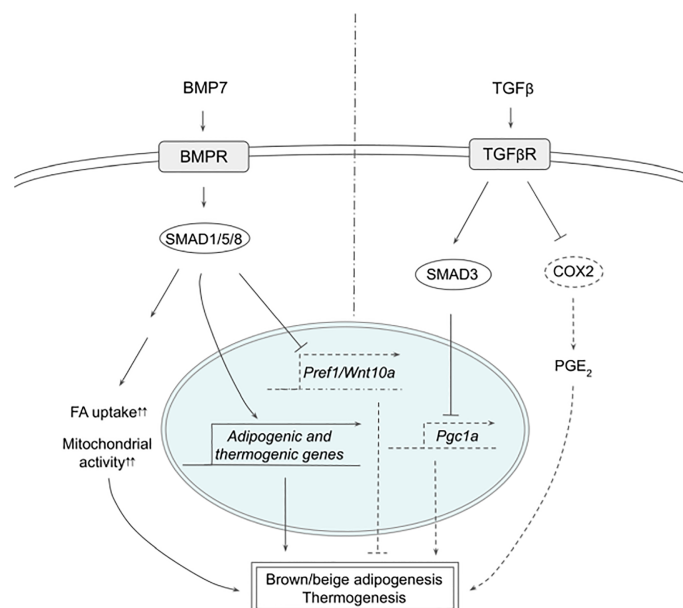 BMP7
TGFβ
BMPR
TGFβR
SMAD1/5/8
SMAD3
COX2
Pref1/Wnt10a
PGE2
FA uptake⇈
Mitochondrial
activity⇈
Adipogenic and
thermogenic genes
Pgc1a
Brown/beige adipogenesis
Thermogenesis